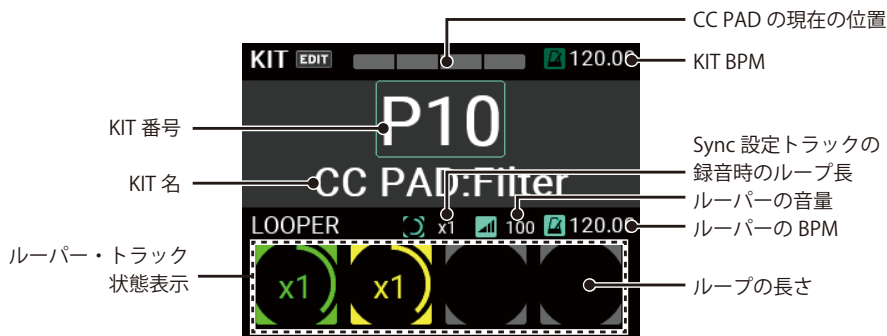 CC PAD の現在の位置
KIT EDIT 120.00
KIT BPM
P10
KIT 番号
Sync 設定トラックの
録音時のループ長
KIT 名
CC PAD:Filter
ルーパーの音量
LOOPER x1 100 120.00
ルーパーの BPM
ルーパー・トラック
状態表示
x1 x1
ループの長さ